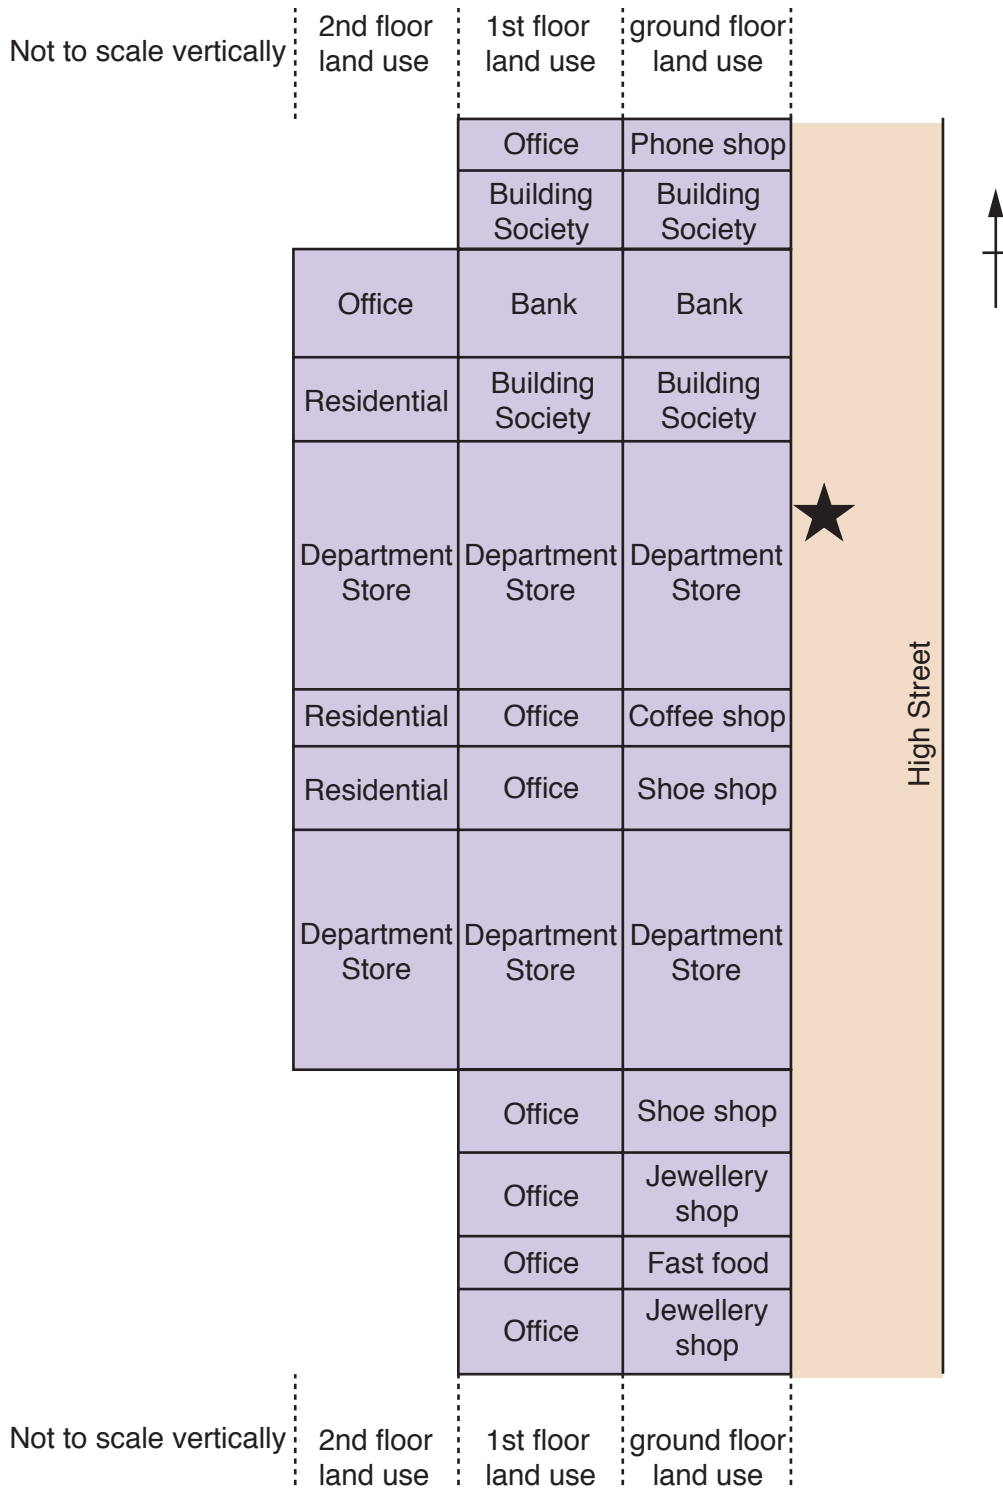 Not to scale vertically
2nd floor
land use
1st floor
land use
ground floor
land use
Office
Phone shop
Building
Society
Building
Society
Office
Bank
Bank
Residential
Building
Society
Building
Society
Department
Store
Department
Store
Department
Store
Residential
Office
Coffee shop
Residential
Office
Shoe shop
Department
Store
Department
Store
Department
Store
Office
Shoe shop
Office
Jewellery
shop
Office
Fast food
Office
Jewellery
shop
High Street
Not to scale vertically
2nd floor
land use
1st floor
land use
ground floor
land use